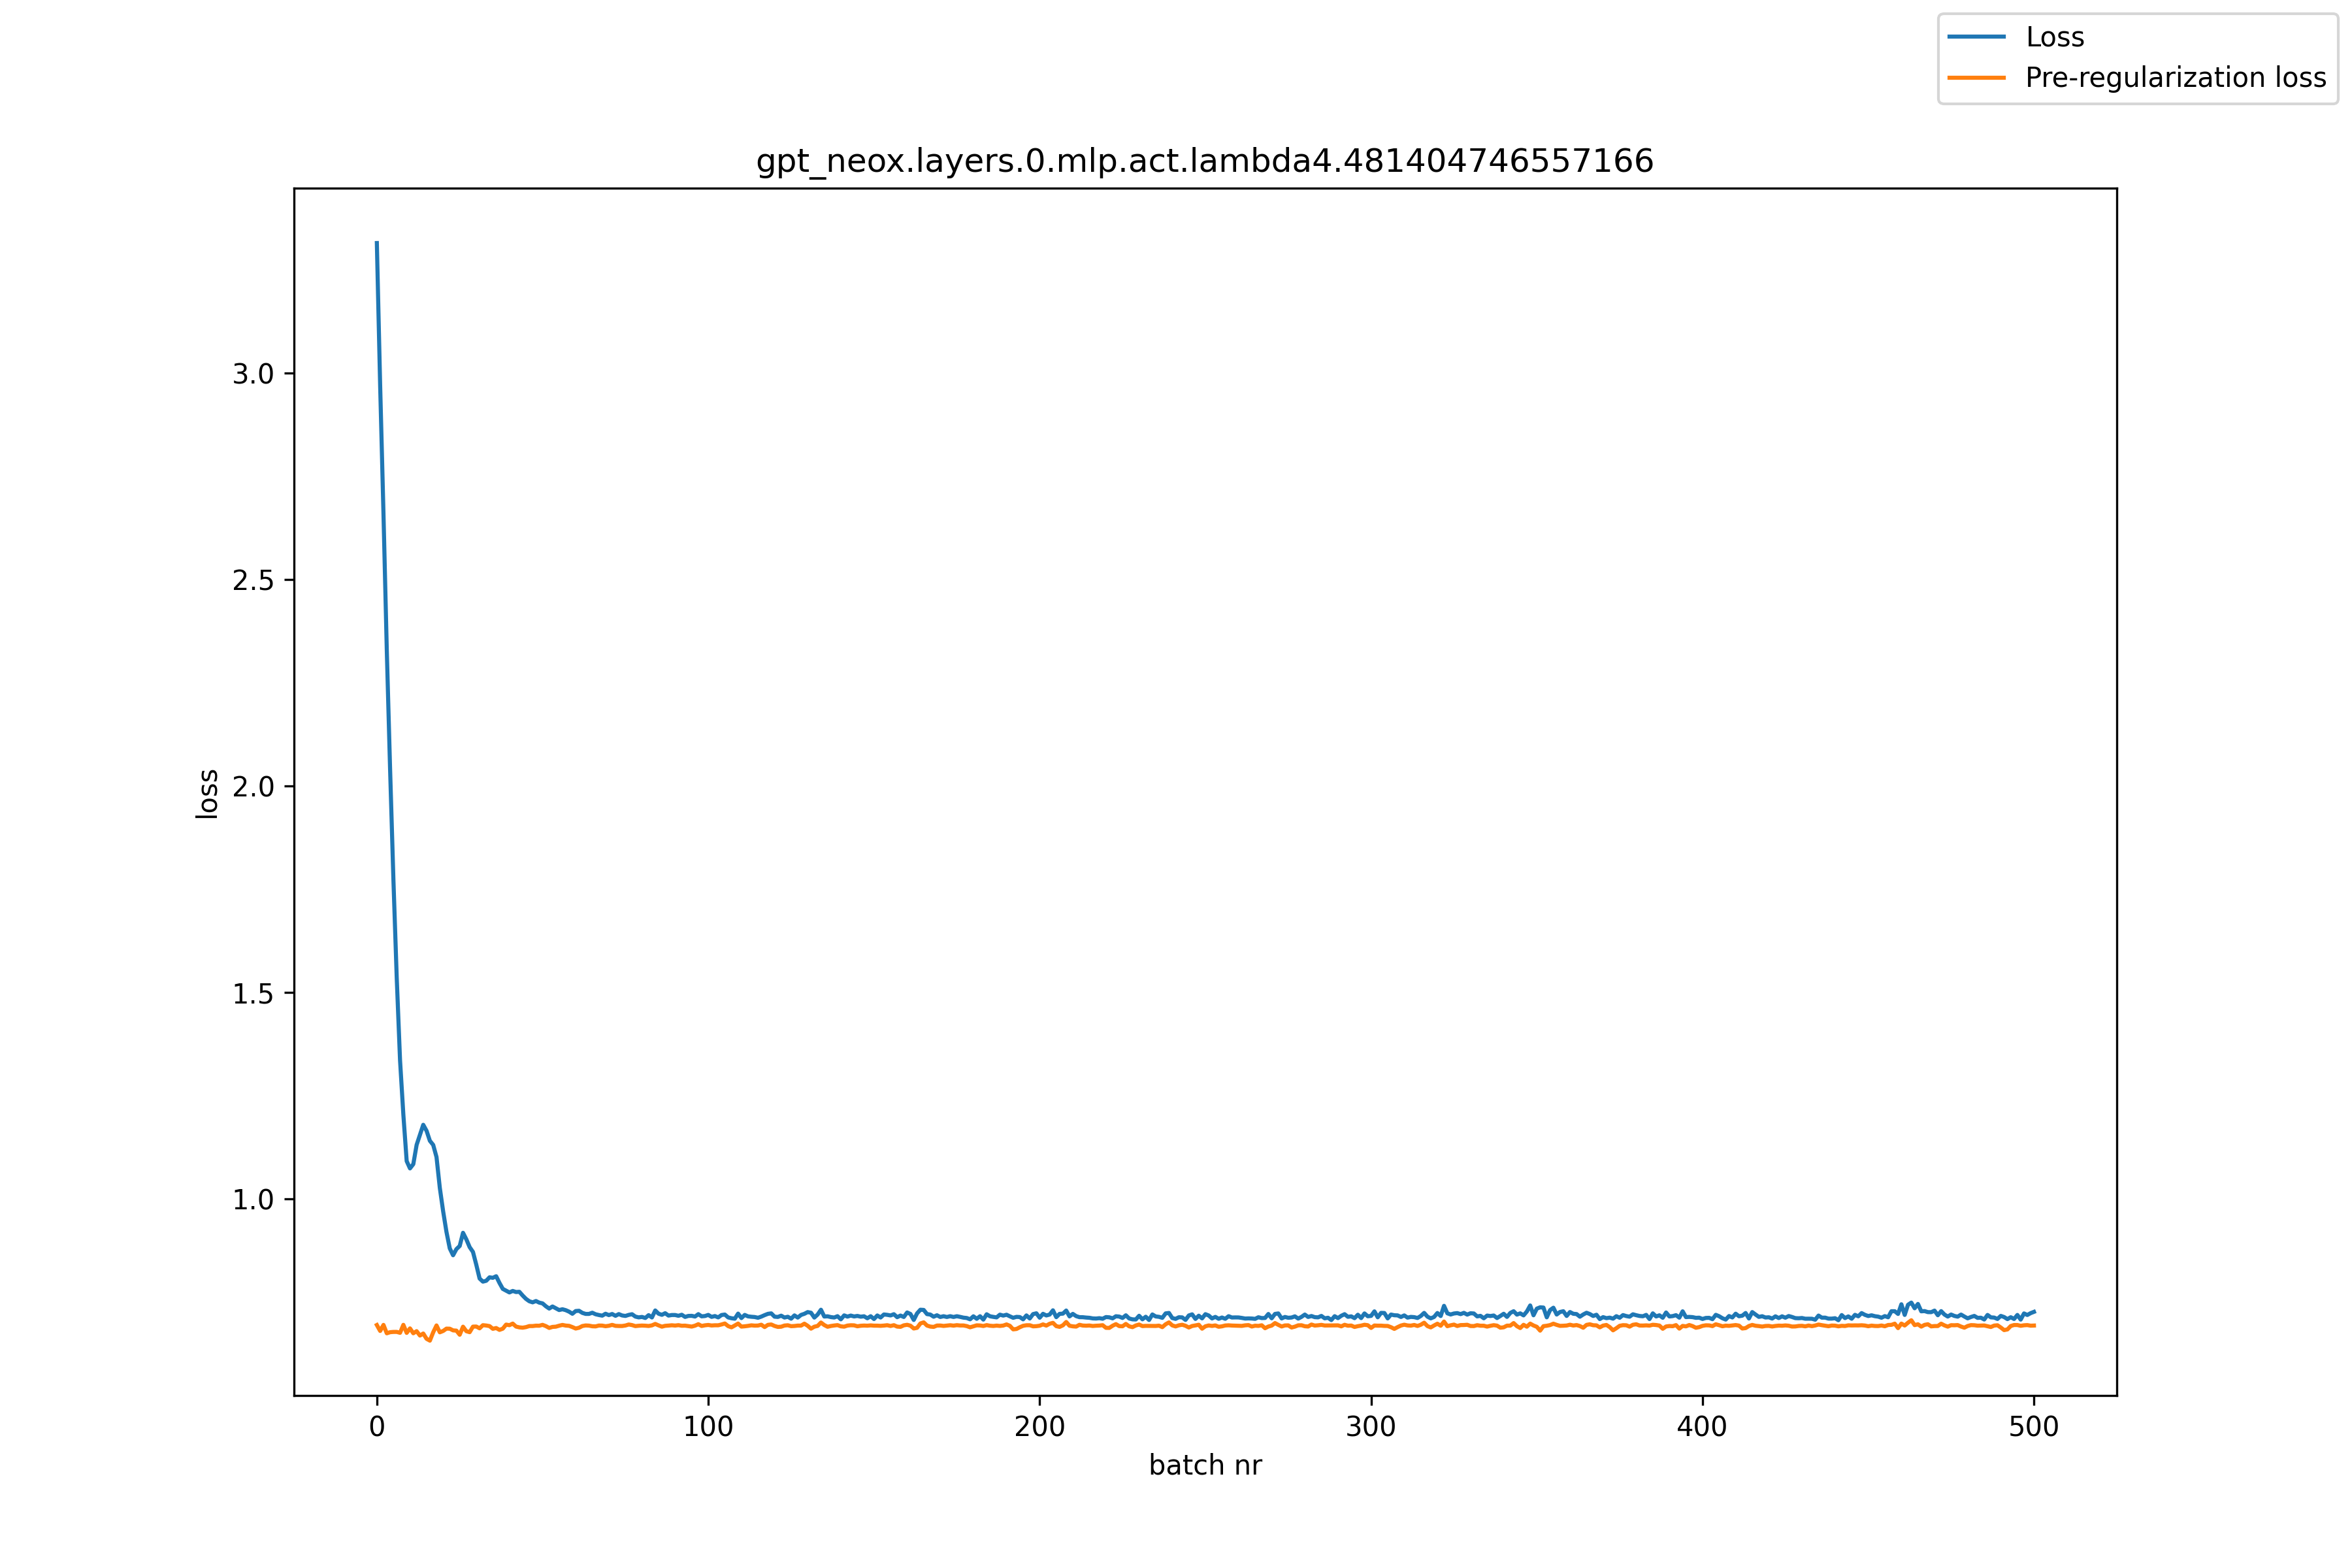 Loss
Pre-regularization loss
gpt_neox.layers.0.mlp.act.lambda4.481404746557166
3.0
2.5
2.0
1.5
1.0
loss
0 100 200 300 400 500
batch nr